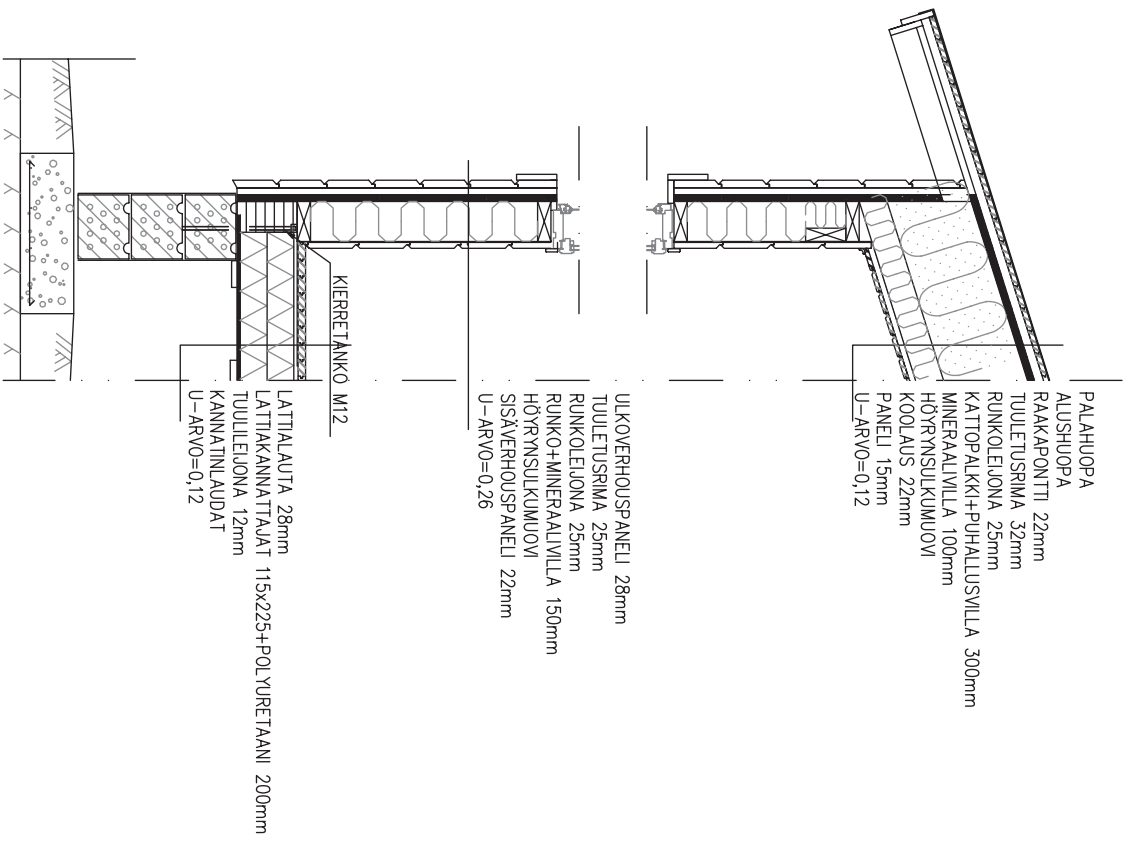 PALAHUOPA
ALUSHUOPA
RAAKAPONTTI 22mm
TUULETUSRIMA 32mm
RUNKOLEIJONA 25mm
KATTOPALKKI+PUHALLUSVILLA 300mm
MINERAALIVILLA 100mm
HÖYRYNSULKUMUOVI
KOOLAUS 22mm
PANELI 15mm
U-ARVO=0,12
ULKOVERHOUSPANELI 28mm
TUULETUSRIMA 25mm
RUNKOLEIJONA 25mm
RUNKO+MINERAALIVILLA 150mm
HÖYRYNSULKUMUOVI
SISÄVERHOUSPANELI 22mm
U-ARVO=0,26
KIERRETANKO M12
LATTIALAUTA 28mm
LATTIAKANNATTAJAT 115x225+POLYURETAANI 200mm
TUULILEIJONA 12mm
KANNATINLAUDAT
U-ARVO=0,12